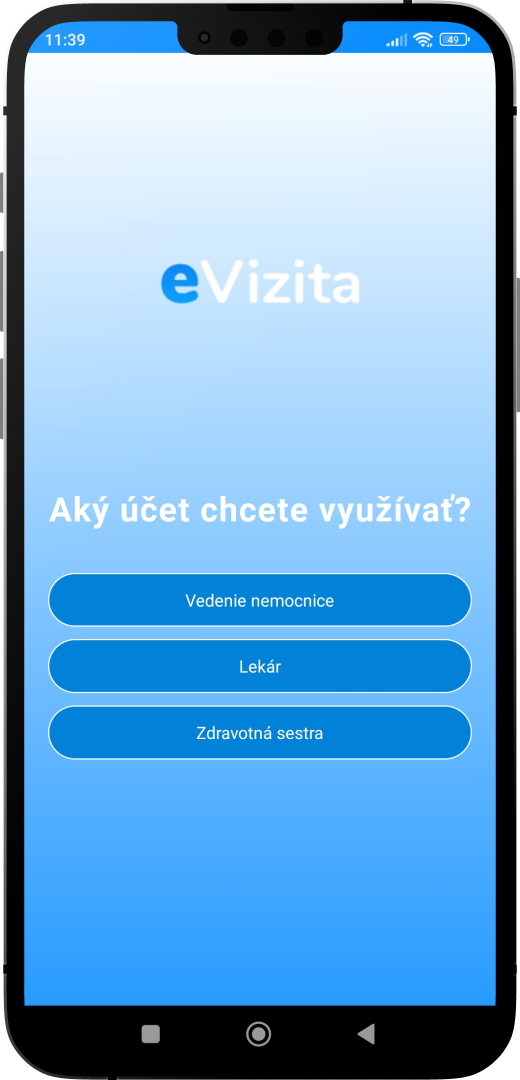 11:39
49
eVizita
Aký účet chcete využívať?
Vedenie nemocnice
Lekár
Zdravotná sestra